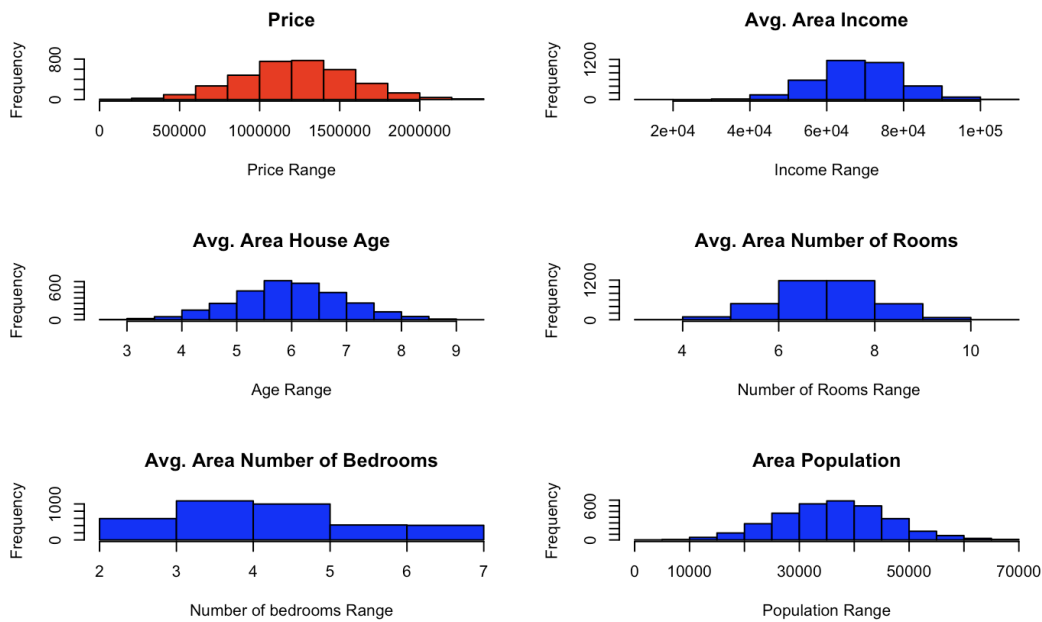 Price
Frequency
0 800
0 500000 1000000 1500000 2000000
Price Range
Avg. Area Income
Frequency
0 1200
2e+04 4e+04 6e+04 8e+04 1e+05
Income Range
Avg. Area House Age
Frequency
0 600
3 4 5 6 7 8 9
Age Range
Avg. Area Number of Rooms
Frequency
0 1200
4 6 8 10
Number of Rooms Range
Avg. Area Number of Bedrooms
Frequency
0 1000
2 3 4 5 6 7
Number of bedrooms Range
Area Population
Frequency
0 600
0 10000 30000 50000 70000
Population Range